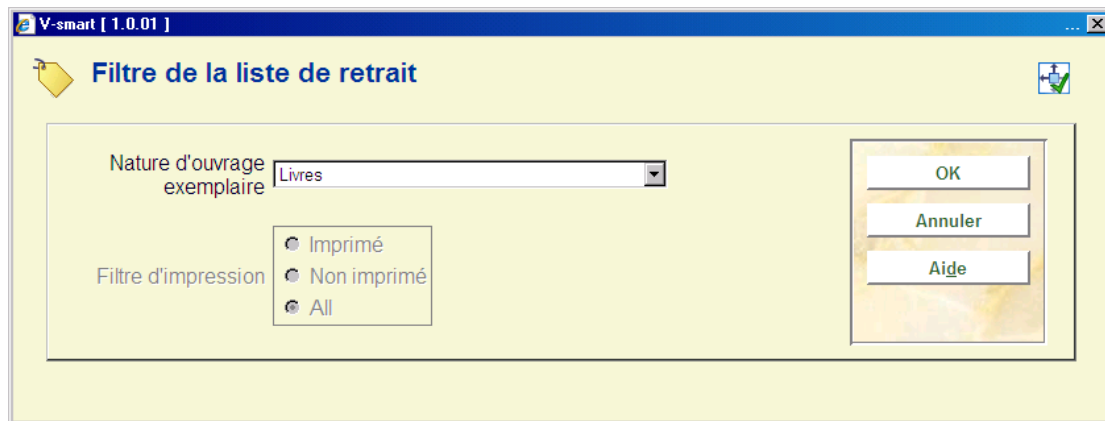 V-smart [ 1.0.01 ]
...
Filtre de la liste de retrait
Nature d'ouvrage
exemplaire
Livres
OK
Annuler
Aide
Filtre d'impression
Imprimé
Non imprimé
All